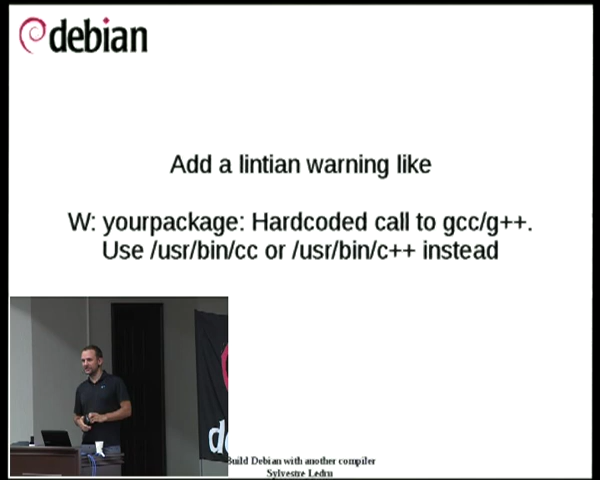 debian
Add a lintian warning like
W: yourpackage: Hardcoded call to gcc/g++.
Use /usr/bin/cc or /usr/bin/c++ instead
d
Build Debian with another compiler
Sylvestre Ledru